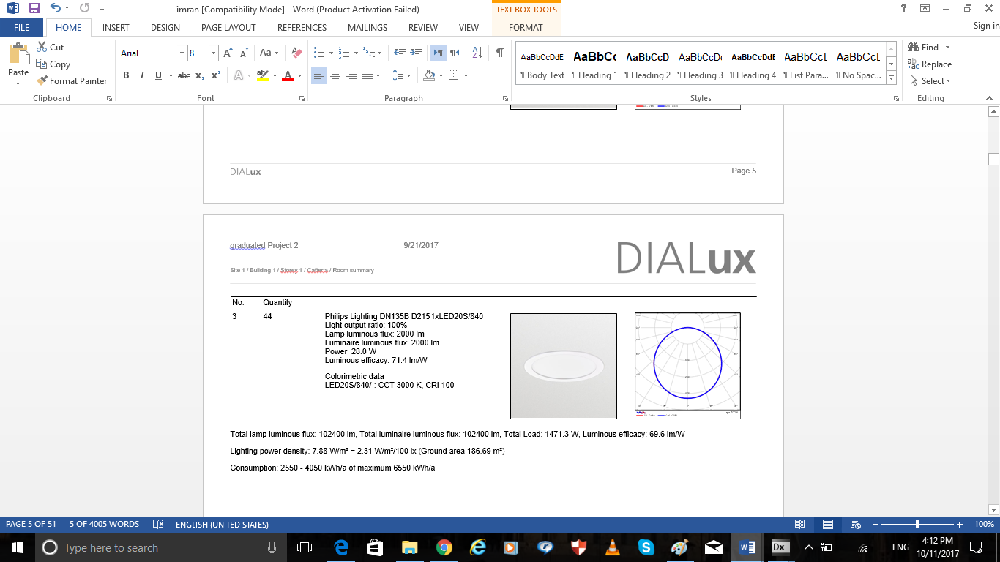 imran [Compatibility Mode] - Word (Product Activation Failed)
TEXT BOX TOOLS
FILE HOME INSERT DESIGN PAGE LAYOUT REFERENCES MAILINGS REVIEW VIEW FORMAT Sign in
Paste
Cut
Copy
Format Painter
Clipboard
Arial 8
Font
Paragraph
AaBbCcDdE AaBbCc AaBbCcD AaBbCcDc AaBbCcDdE AaBbCcD AaBbCcD
¶ Body Text ¶ Heading 1 ¶ Heading 2 ¶ Heading 3 ¶ Heading 4 ¶ List Para... ¶ No Spac...
Styles
Find
Replace
Select
Editing
DIALux Page 5
graduated Project 2 9/21/2017
DIALux
Site 1 / Building 1 / Storey 1 / Cafteria / Room summary
No. Quantity
3 44 Philips Lighting DN135B D2151xLED20S/840
Light output ratio: 100%
Lamp luminous flux: 2000 lm
Luminaire luminous flux: 2000 lm
Power: 28.0 W
Luminous efficacy: 71.4 lm/W
Colorimetric data
LED20S/840/-: CCT 3000 K, CRI 100
Total lamp luminous flux: 102400 lm, Total luminaire luminous flux: 102400 lm, Total Load: 1471.3 W, Luminous efficacy: 69.6 lm/W
Lighting power density: 7.88 W/m² = 2.31 W/m²/100 lx (Ground area 186.69 m²)
Consumption: 2550 - 4050 kWh/a of maximum 6550 kWh/a
PAGE 5 OF 51 5 OF 4005 WORDS ENGLISH (UNITED STATES) 100%
Type here to search
ENG
4:12 PM
10/11/2017